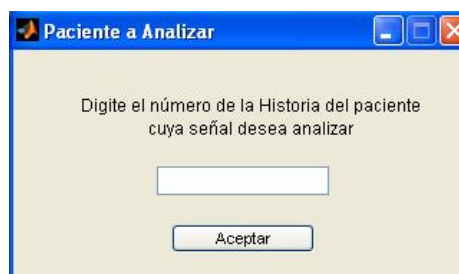 Paciente a Analizar
Digite el número de la Historia del paciente
cuya señal desea analizar
Aceptar